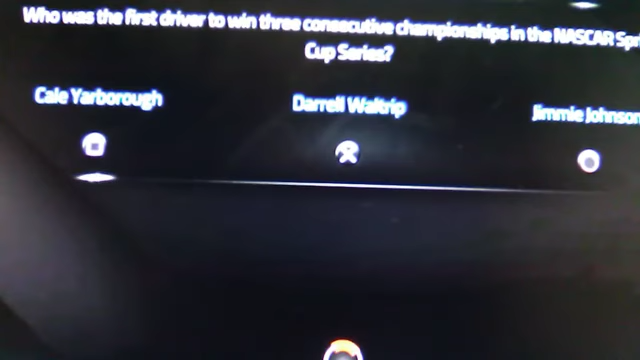 Who was the first driver to win three consecutive championships in the NASCAR Spri
Cup Series?
Cale Yarborough
Darrell Waltrip
Jimmie Johnson